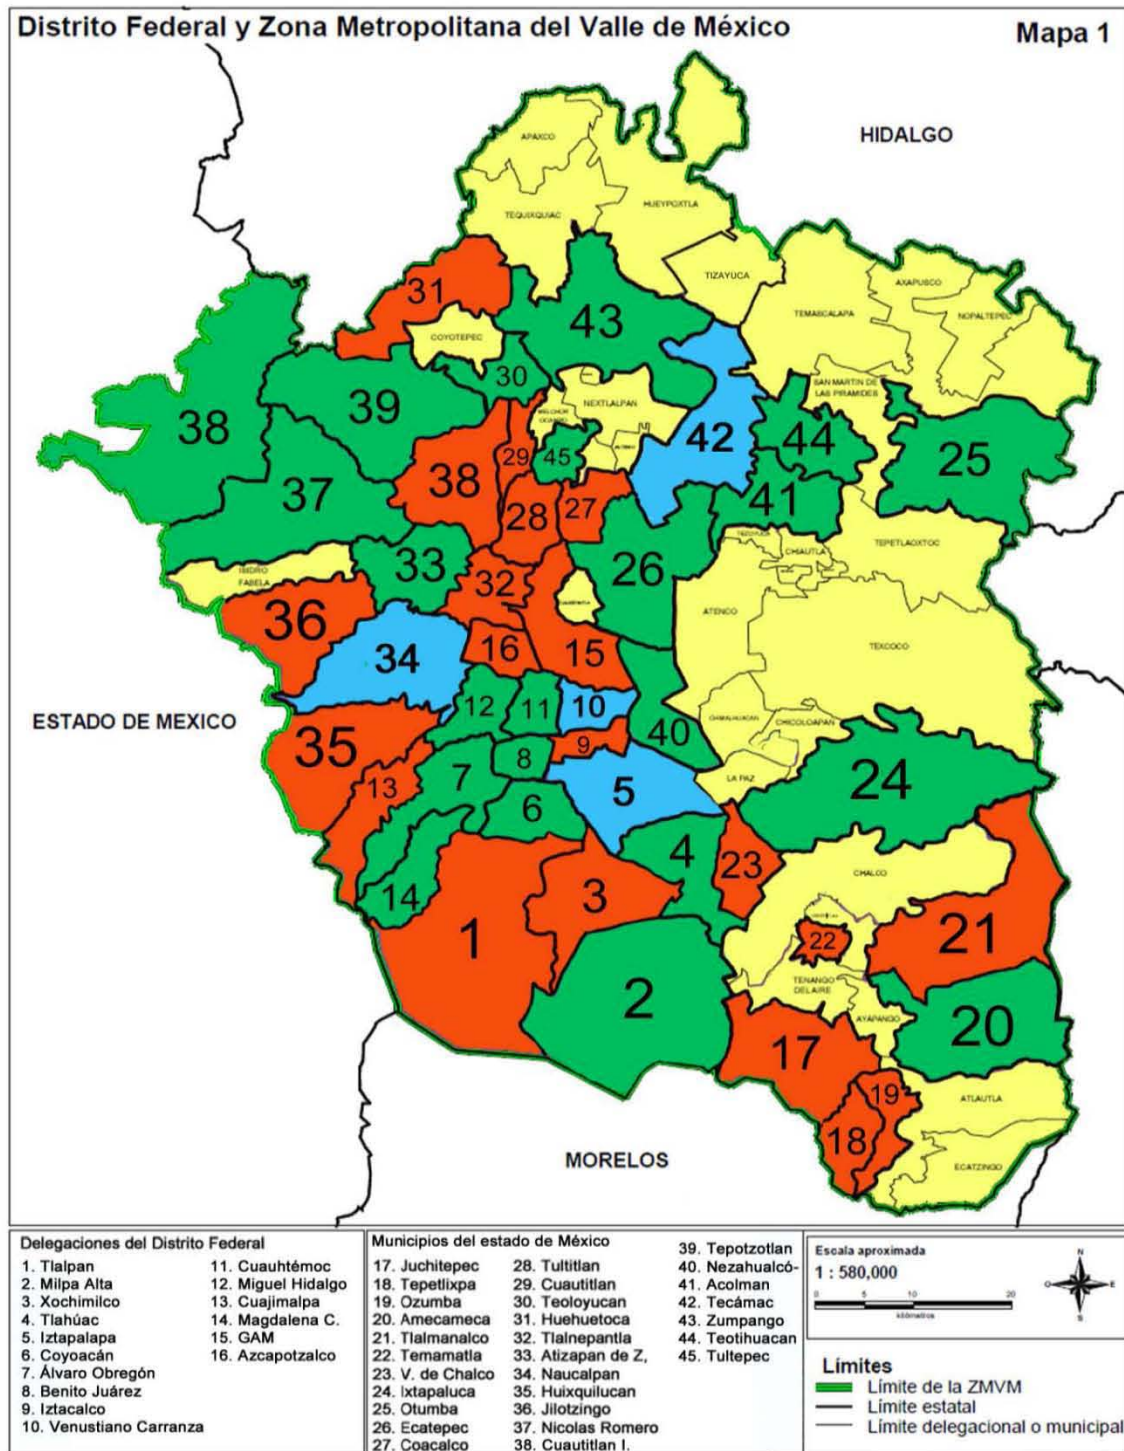 Distrito Federal y Zona Metropolitana del Valle de México
Mapa 1
HIDALGO
APAXCO
HUEYPOXTLA
TEQUIXQUIAC
TIZAYUCA
AXAPUSCO
31
TEMASCALAPA
NOPALTEPEC
43
COYOTEPEC
30
SAN MARTIN DE
LAS PIRAMIDES
39
NEXTLALPAN
MELCHOR
OCAMPO
38
42
44
29
45
25
38
37
41
27
28
TEPETLAOXTOC
CHIAUTLA
33
26
ISIDRO
FABELA
32
ATENCO
36
TEXCOCO
16
15
34
ESTADO DE MEXICO
12
11
10
CHICOLOAPAN
40
35
9
8
7
13
LA PAZ
24
5
6
4
23
CHALCO
14
3
1
22
21
2
TENANGO
DEL AIRE
AYAPANGO
20
17
19
ATLAUTLA
18
MORELOS
ECATZINGO
Delegaciones del Distrito Federal
1. Tlalpan
2. Milpa Alta
3. Xochimilco
4. Tlahúac
5. Iztapalapa
6. Coyoacán
7. Álvaro Obregón
8. Benito Juárez
9. Iztacalco
10. Venustiano Carranza
11. Cuauhtémoc
12. Miguel Hidalgo
13. Cuajimalpa
14. Magdalena C.
15. GAM
16. Azcapotzalco
Municipios del estado de México
17. Juchitepec
18. Tepetlixpa
19. Ozumba
20. Amecameca
21. Tlalmanalco
22. Temamatla
23. V. de Chalco
24. Ixtapaluca
25. Otumba
26. Ecatepec
27. Coacalco
28. Tultitlan
29. Cuautitlan
30. Teoloyucan
31. Huehuetoca
32. Tlalnepantla
33. Atizapan de Z,
34. Naucalpan
35. Huixquilucan
36. Jilotzingo
37. Nicolas Romero
38. Cuautitlan I.
39. Tepotzotlan
40. Nezahualcó-
41. Acolman
42. Tecámac
43. Zumpango
44. Teotihuacan
45. Tultepec
Escala aproximada
1 : 580,000
0 5 10 20
kilómetros
N
O E
S
Límites
Límite de la ZMVM
Límite estatal
Límite delegacional o municipal